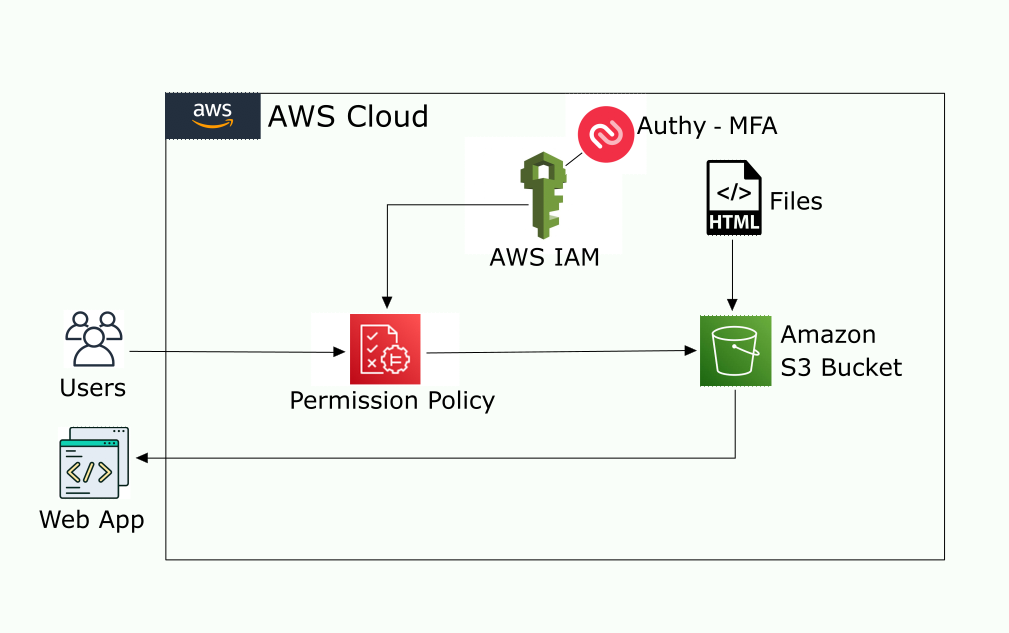 aws
AWS Cloud
Authy - MFA
</>
HTML
Files
AWS IAM
Amazon
S3 Bucket
Users
Permission Policy
</>
Web App